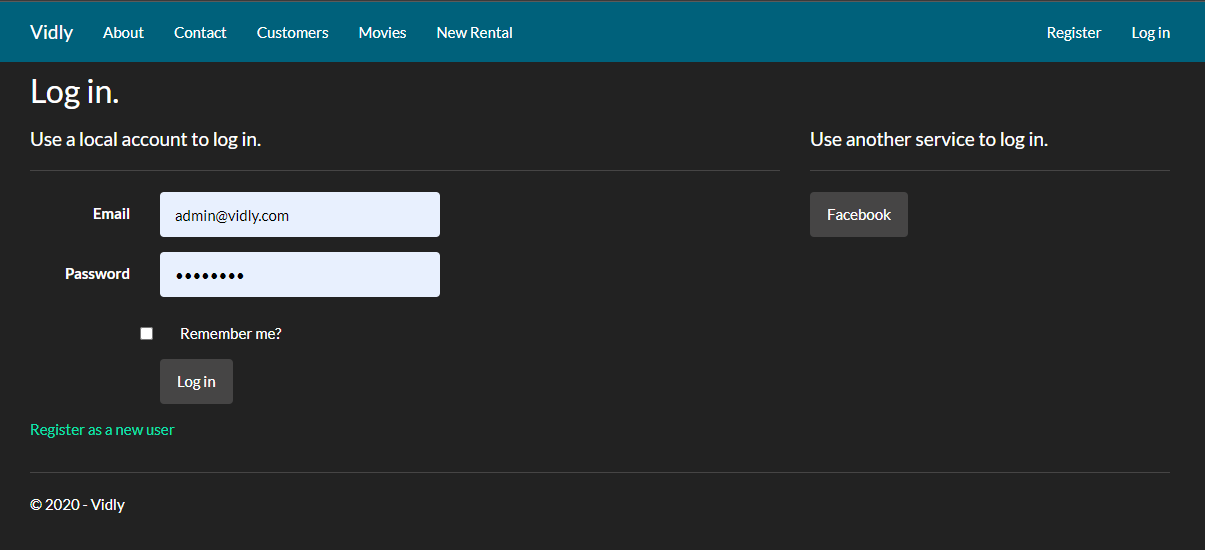 Vidly About Contact Customers Movies New Rental Register Log in
Log in.
Use a local account to log in.
Use another service to log in.
Email admin@vidly.com
Facebook
Password ••••••••
Remember me?
Log in
Register as a new user
© 2020 - Vidly